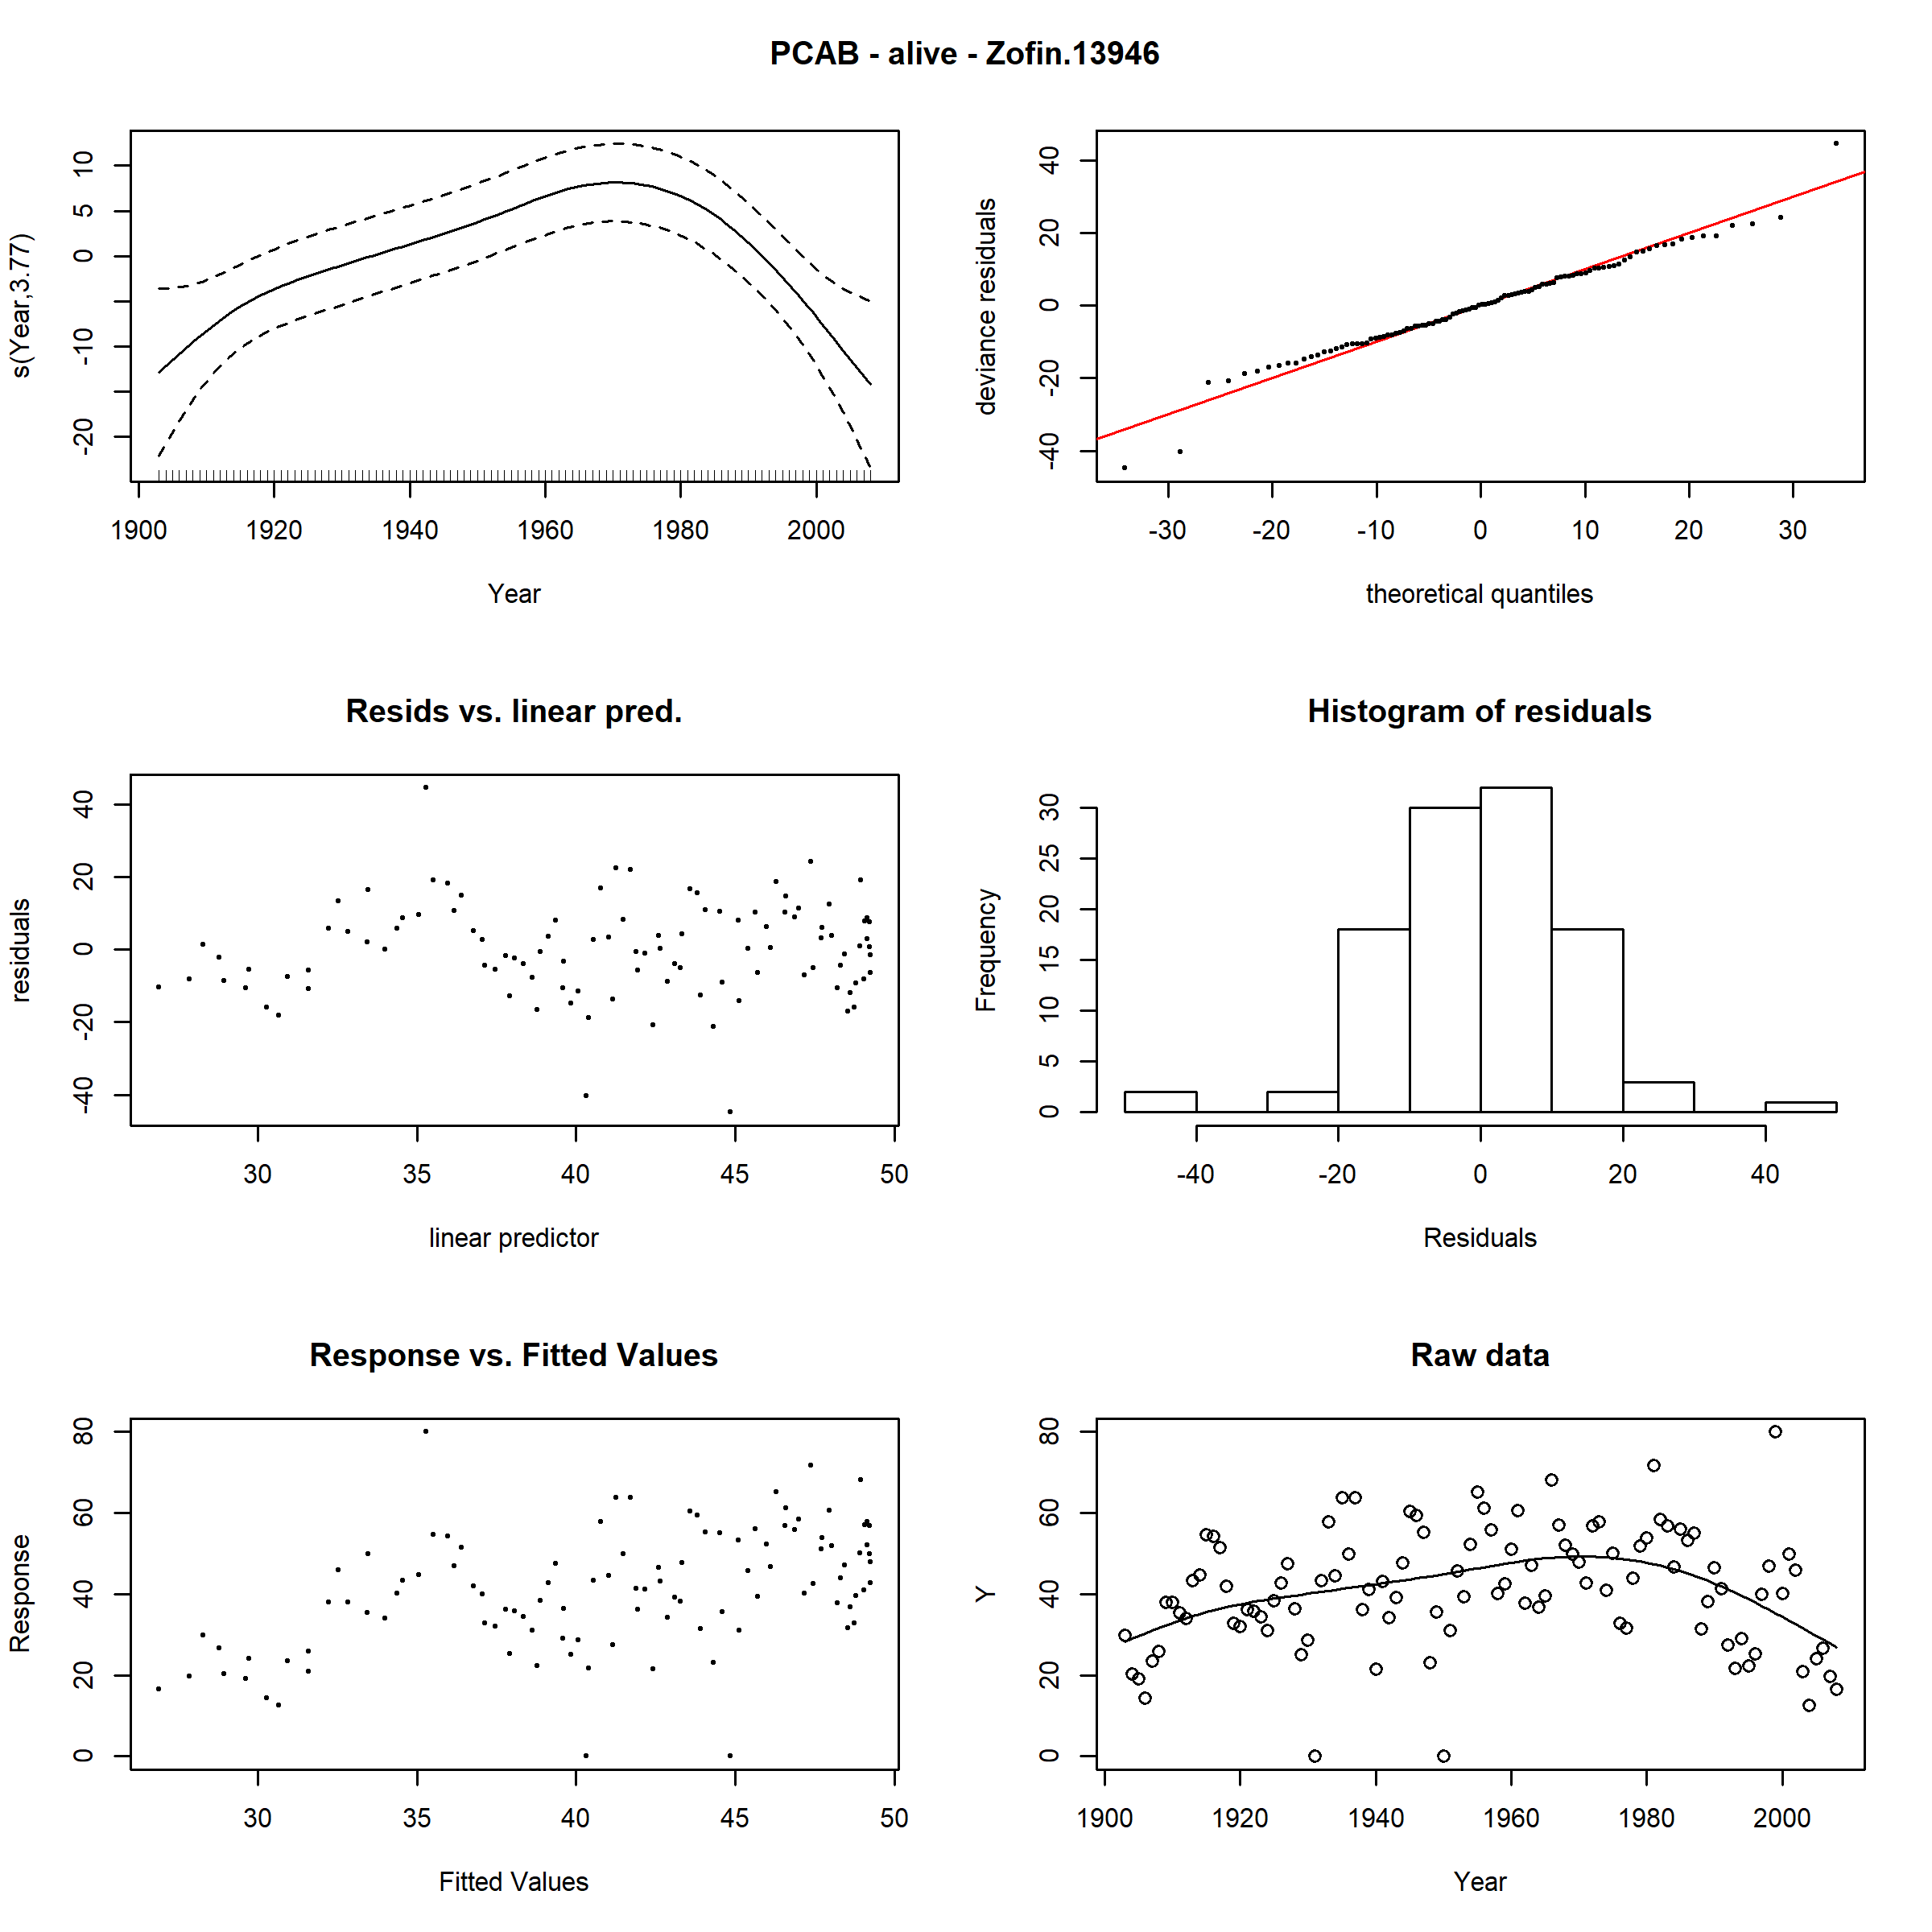 PCAB - alive - Zofin.13946
s(Year,3.77)
10
5
0
-10
-20
1900 1920 1940 1960 1980 2000
Year
deviance residuals
40
20
0
-20
-40
-30 -20 -10 0 10 20 30
theoretical quantiles
Resids vs. linear pred.
residuals
40
20
0
-20
-40
30 35 40 45 50
linear predictor
Histogram of residuals
Frequency
30
25
20
15
10
5
0
-40 -20 0 20 40
Residuals
Response vs. Fitted Values
Response
80
60
40
20
0
30 35 40 45 50
Fitted Values
Raw data
Y
80
60
40
20
0
1900 1920 1940 1960 1980 2000
Year